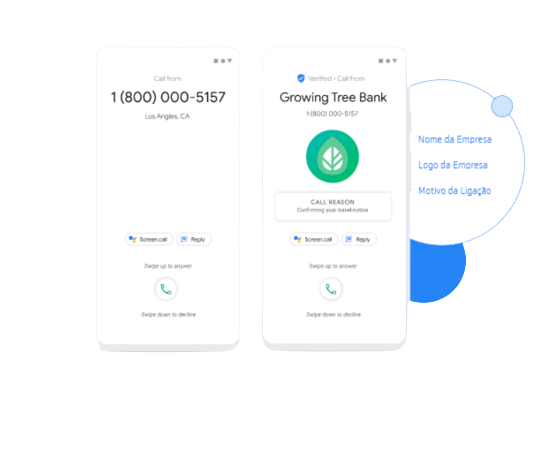 Call from
1 (800) 000-5157
Los Angles, CA
Screen call
Reply
Swipe up to answer
Swipe down to decline
Verified - Call from
Growing Tree Bank
1 (800) 000-5157
CALL REASON
Confirming your travel notice
Screen call
Reply
Swipe up to answer
Swipe down to decline
Nome da Empresa
Logo da Empresa
Motivo da Ligação